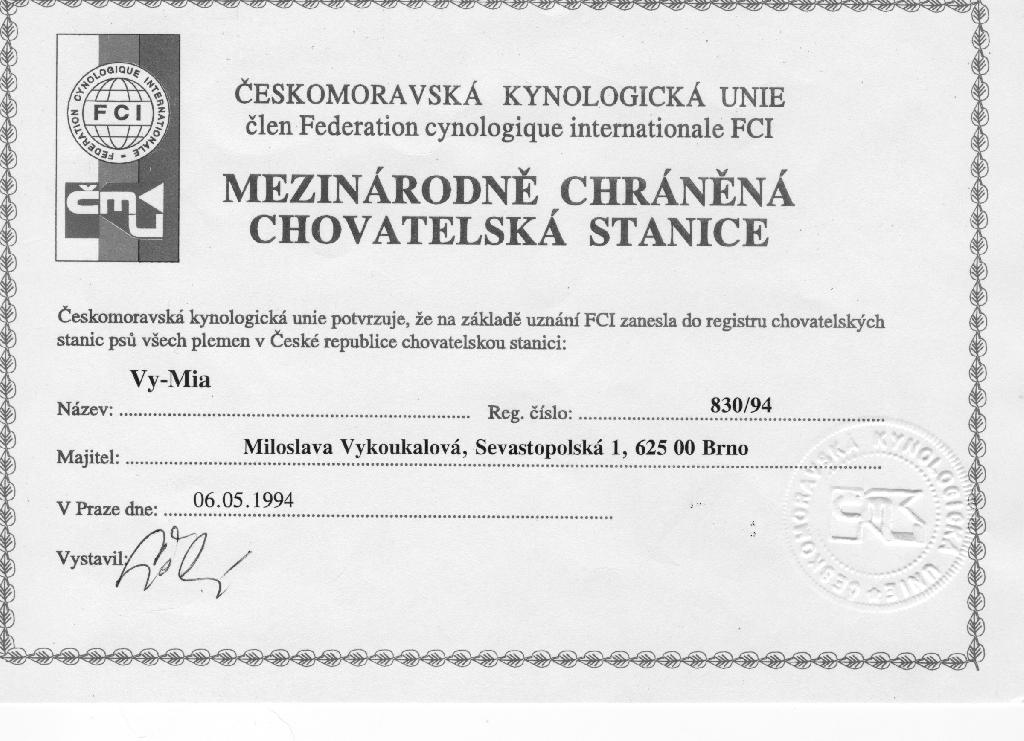 FEDERATION CYNOLOGIQUE INTERNATIONALE -
FCI
čmku
ČESKOMORAVSKÁ KYNOLOGICKÁ UNIE
člen Federation cynologique internationale FCI
MEZINÁRODNĚ CHRÁNĚNÁ
CHOVATELSKÁ STANICE
Českomoravská kynologická unie potvrzuje, že na základě uznání FCI zanesla do registru chovatelských
stanic psů všech plemen v České republice chovatelskou stanici:
Název: Vy-Mia Reg. číslo: 830/94
Majitel: Miloslava Vykoukalová, Sevastopolská 1, 625 00 Brno
V Praze dne: 06.05.1994
Vystavil:
ČESKOMORAVSKÁ KYNOLOGICKÁ UNIE